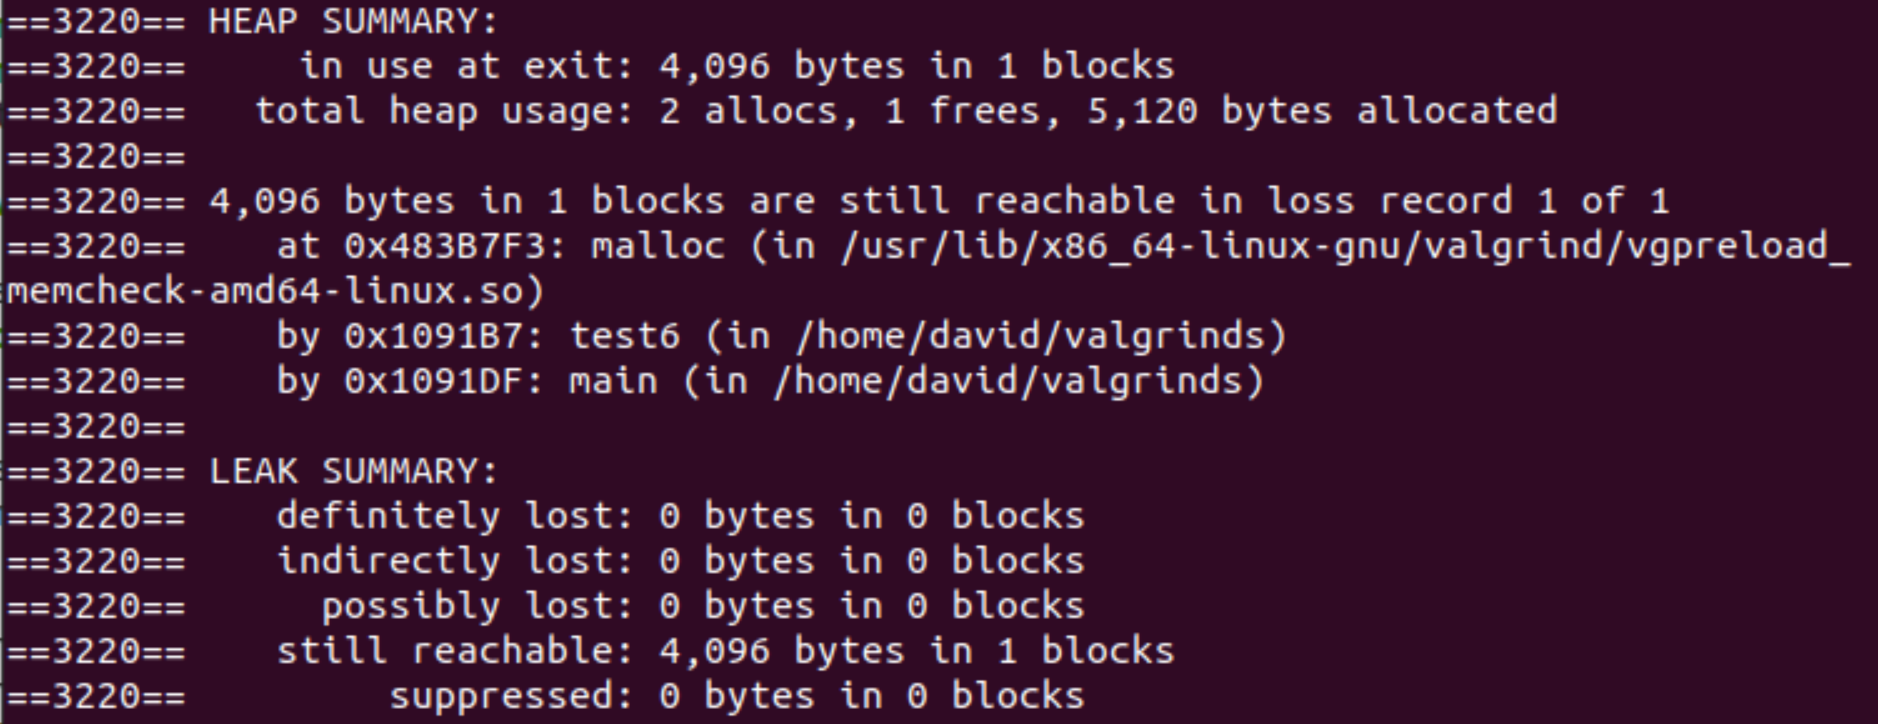 ==3220== HEAP SUMMARY:
==3220==     in use at exit: 4,096 bytes in 1 blocks
==3220==   total heap usage: 2 allocs, 1 frees, 5,120 bytes allocated
==3220==
==3220== 4,096 bytes in 1 blocks are still reachable in loss record 1 of 1
==3220==    at 0x483B7F3: malloc (in /usr/lib/x86_64-linux-gnu/valgrind/vgpreload_
memcheck-amd64-linux.so)
==3220==    by 0x1091B7: test6 (in /home/david/valgrinds)
==3220==    by 0x1091DF: main (in /home/david/valgrinds)
==3220==
==3220== LEAK SUMMARY:
==3220==    definitely lost: 0 bytes in 0 blocks
==3220==    indirectly lost: 0 bytes in 0 blocks
==3220==      possibly lost: 0 bytes in 0 blocks
==3220==    still reachable: 4,096 bytes in 1 blocks
==3220==         suppressed: 0 bytes in 0 blocks